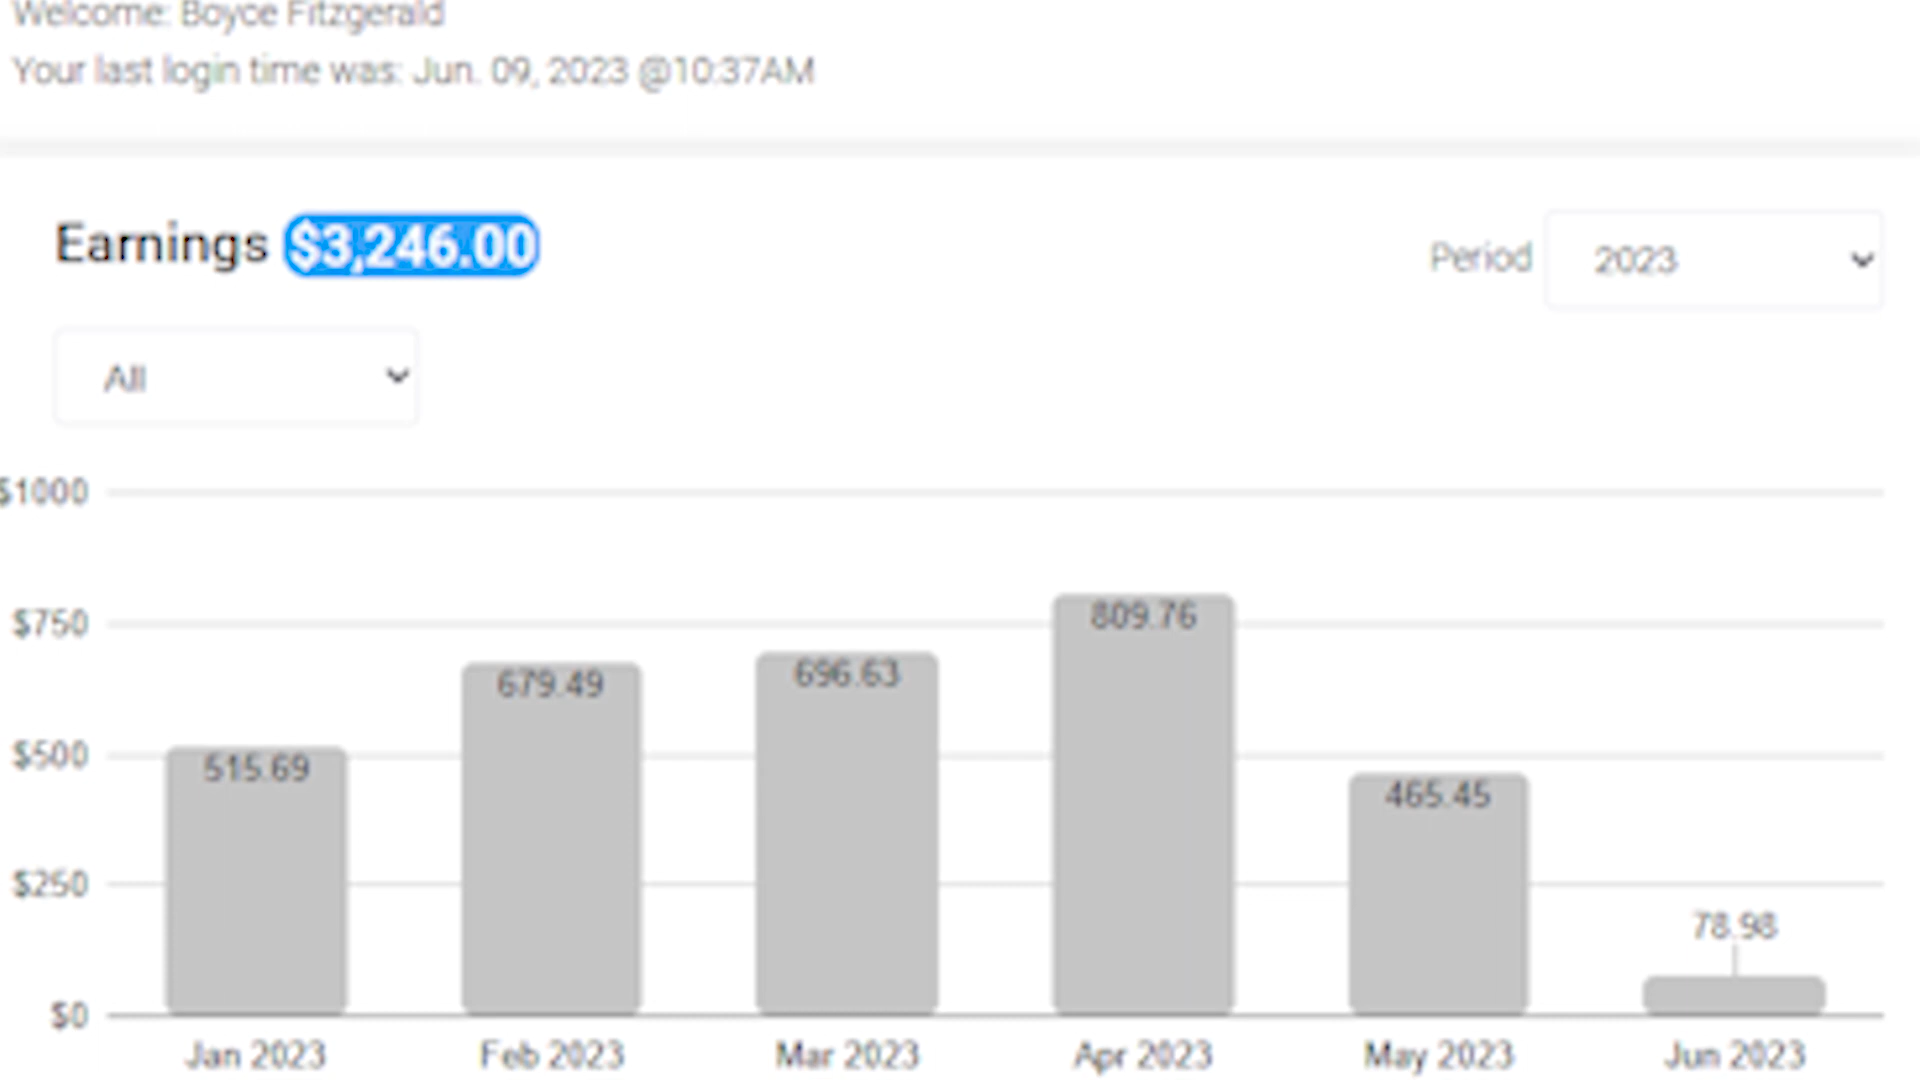 Welcome: Boyce Fitzgerald
Your last login time was: Jun. 09, 2023 @10:37AM
Earnings $3,246.00
Period 2023
All
$1000
$750
$500
$250
$0
515.69
679.49
696.63
809.76
465.45
78.98
Jan 2023
Feb 2023
Mar 2023
Apr 2023
May 2023
Jun 2023